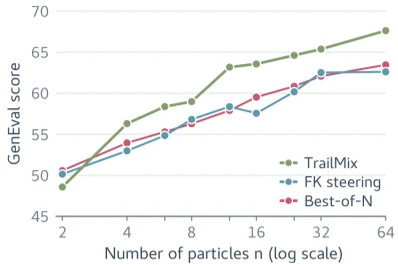 70
65
60
55
50
45
GenEval score
2
4
8
16
32
64
Number of particles n (log scale)
TrailMix
FK steering
Best-of-N